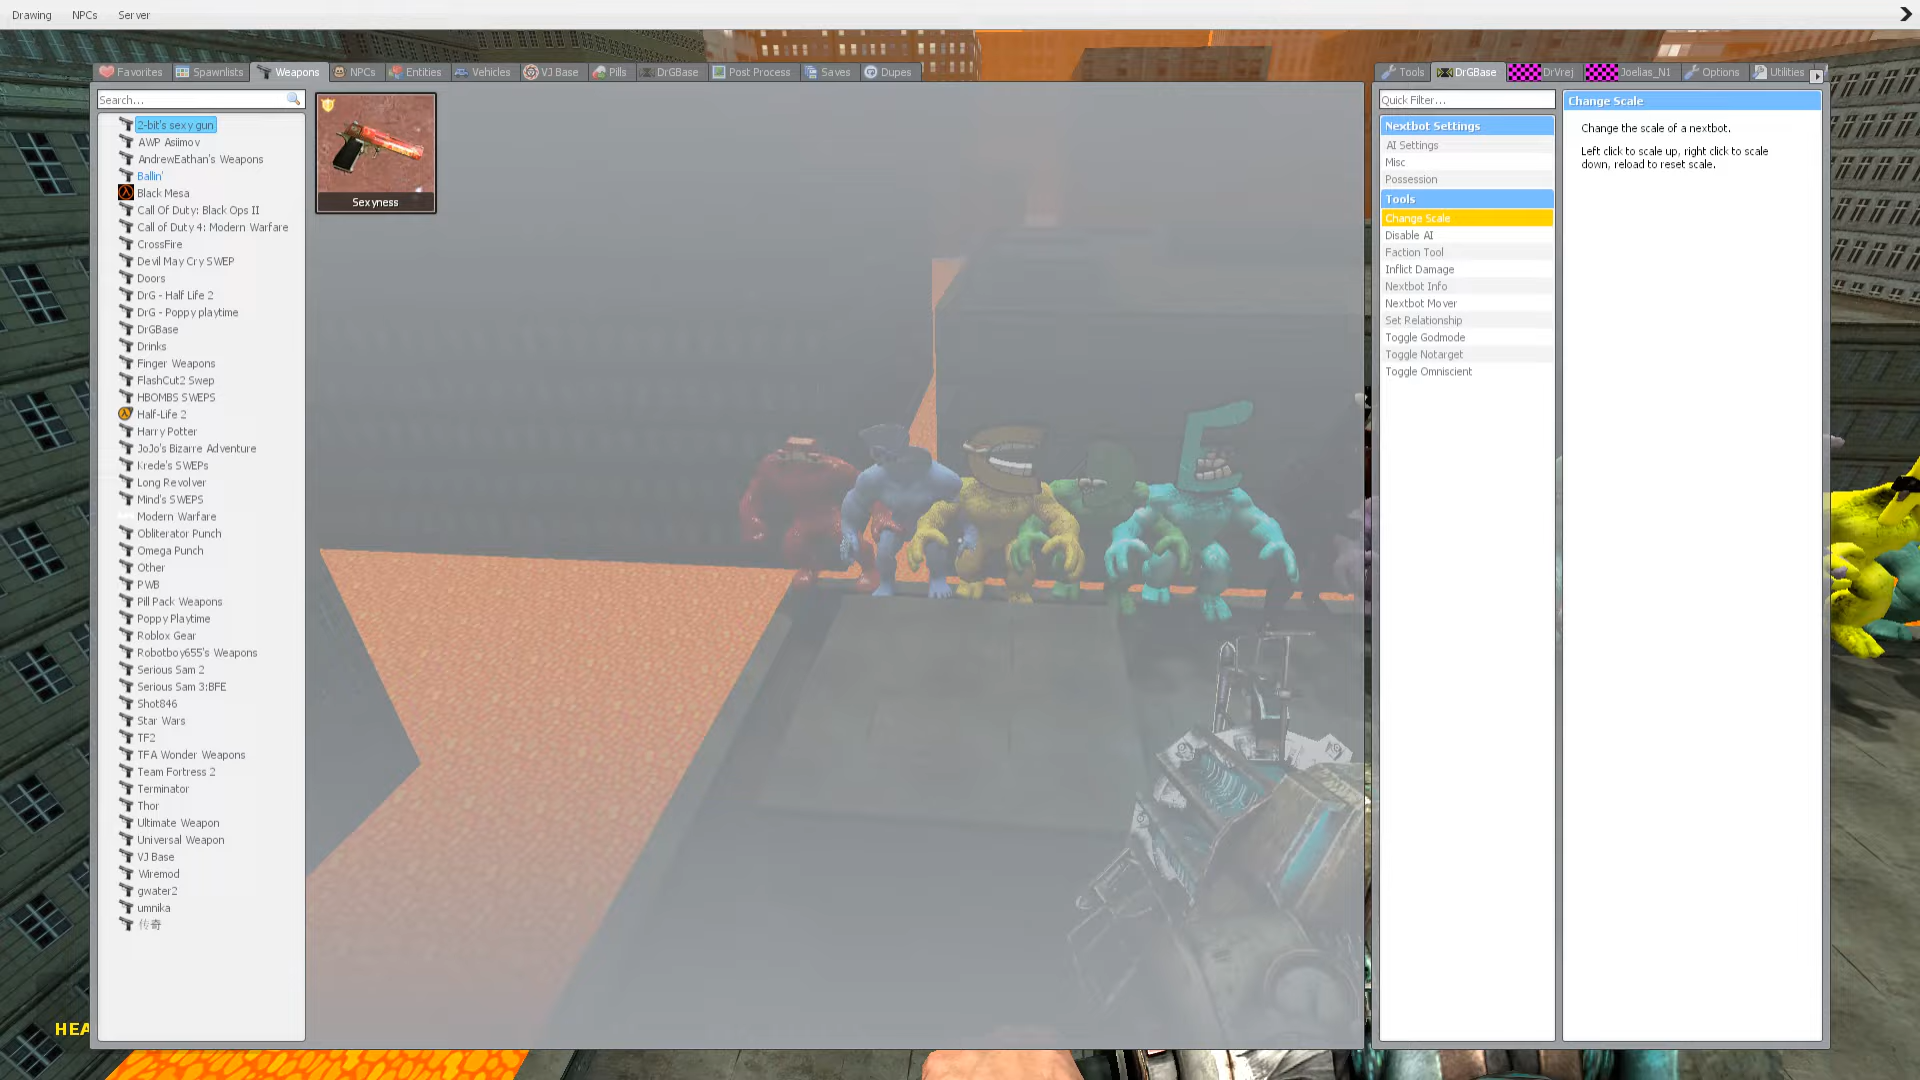 Drawing NPCs Server
Favorites Spawnlists Weapons NPCs Entities Vehicles VJ Base Pills DrGBase Post Process Saves Dupes
Search...
2-bit's sexy gun
AWP Asiimov
AndrewEathan's Weapons
Ballin'
Black Mesa
Call Of Duty: Black Ops II
Call of Duty 4: Modern Warfare
CrossFire
Devil May Cry SWEP
Doors
DrG - Half Life 2
DrG - Poppy playtime
DrGBase
Drinks
Finger Weapons
FlashCut2 Swep
HBOMBS SWEPS
Half-Life 2
Harry Potter
JoJo's Bizarre Adventure
Krede's SWEPs
Long Revolver
Mind's SWEPS
Modern Warfare
Obliterator Punch
Omega Punch
Other
PWB
Pill Pack Weapons
Poppy Playtime
Roblox Gear
Robotboy655's Weapons
Serious Sam 2
Serious Sam 3:BFE
Shot846
Star Wars
TF2
TFA Wonder Weapons
Team Fortress 2
Terminator
Thor
Ultimate Weapon
Universal Weapon
VJ Base
Wiremod
gwater2
umnika
传奇
Sexyness
HEA
Tools DrGBase DrVrej Joelias_N1 Options Utilities
Quick Filter...
Nextbot Settings
AI Settings
Misc
Possession
Tools
Change Scale
Disable AI
Faction Tool
Inflict Damage
Nextbot Info
Nextbot Mover
Set Relationship
Toggle Godmode
Toggle Notarget
Toggle Omniscient
Change Scale
Change the scale of a nextbot.
Left click to scale up, right click to scale
down, reload to reset scale.